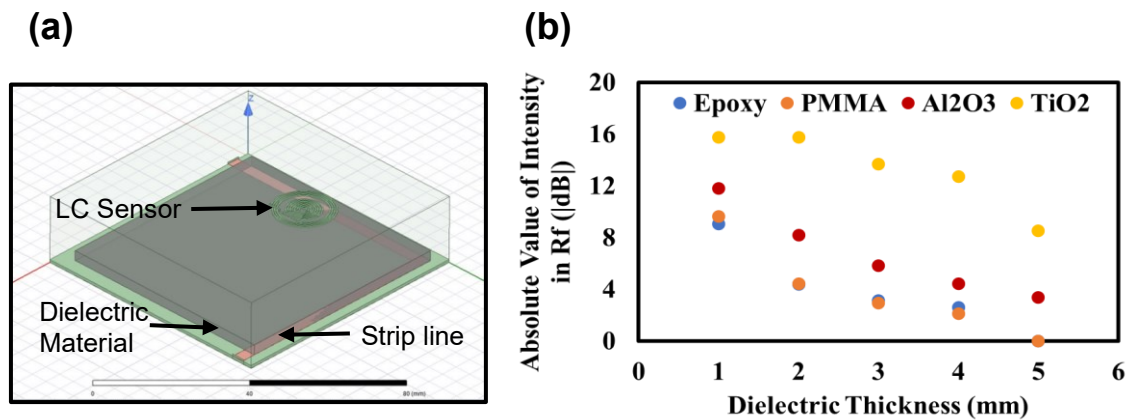 (a)
(b)
Z
LC Sensor
Dielectric
Material
Strip line
0
40
80 (mm)
Absolute Value of Intensity
in Rf (|dB|)
20
16
12
8
4
0
Epoxy PMMA Al2O3 TiO2
0 1 2 3 4 5 6
Dielectric Thickness (mm)